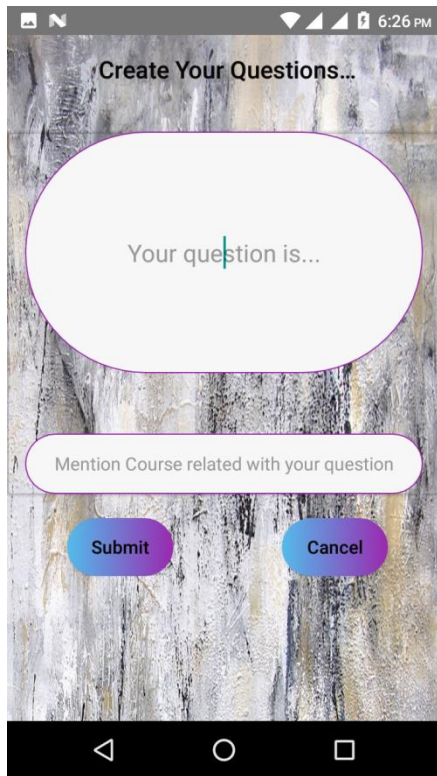 6:26 PM
Create Your Questions...
Your question is...
Mention Course related with your question
Submit
Cancel